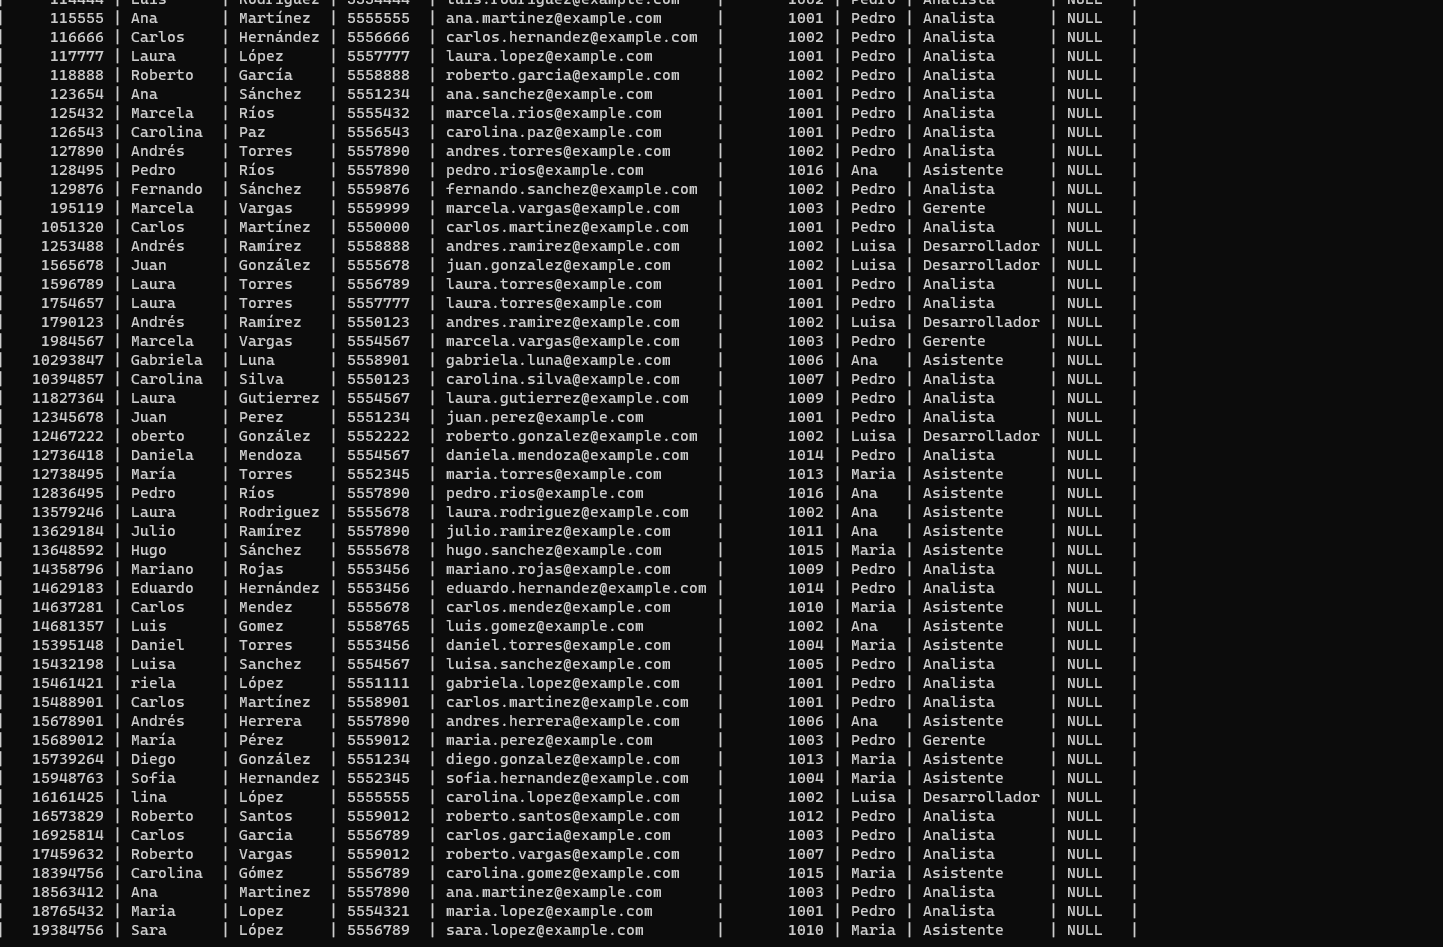 | 114444 | Luis | Rodríguez | 5554444 | luis.rodriguez@example.com | 1002 | Pedro | Analista | NULL |
| 115555 | Ana | Martínez | 5555555 | ana.martinez@example.com | 1001 | Pedro | Analista | NULL |
| 116666 | Carlos | Hernández | 5556666 | carlos.hernandez@example.com | 1002 | Pedro | Analista | NULL |
| 117777 | Laura | López | 5557777 | laura.lopez@example.com | 1001 | Pedro | Analista | NULL |
| 118888 | Roberto | García | 5558888 | roberto.garcia@example.com | 1002 | Pedro | Analista | NULL |
| 123654 | Ana | Sánchez | 5551234 | ana.sanchez@example.com | 1001 | Pedro | Analista | NULL |
| 125432 | Marcela | Ríos | 5555432 | marcela.rios@example.com | 1001 | Pedro | Analista | NULL |
| 126543 | Carolina | Paz | 5556543 | carolina.paz@example.com | 1001 | Pedro | Analista | NULL |
| 127890 | Andrés | Torres | 5557890 | andres.torres@example.com | 1002 | Pedro | Analista | NULL |
| 128495 | Pedro | Ríos | 5557890 | pedro.rios@example.com | 1016 | Ana | Asistente | NULL |
| 129876 | Fernando | Sánchez | 5559876 | fernando.sanchez@example.com | 1002 | Pedro | Analista | NULL |
| 195119 | Marcela | Vargas | 5559999 | marcela.vargas@example.com | 1003 | Pedro | Gerente | NULL |
| 1051320 | Carlos | Martínez | 5550000 | carlos.martinez@example.com | 1001 | Pedro | Analista | NULL |
| 1253488 | Andrés | Ramírez | 5558888 | andres.ramirez@example.com | 1002 | Luisa | Desarrollador | NULL |
| 1565678 | Juan | González | 5555678 | juan.gonzalez@example.com | 1002 | Luisa | Desarrollador | NULL |
| 1596789 | Laura | Torres | 5556789 | laura.torres@example.com | 1001 | Pedro | Analista | NULL |
| 1754657 | Laura | Torres | 5557777 | laura.torres@example.com | 1001 | Pedro | Analista | NULL |
| 1790123 | Andrés | Ramírez | 5550123 | andres.ramirez@example.com | 1002 | Luisa | Desarrollador | NULL |
| 1984567 | Marcela | Vargas | 5554567 | marcela.vargas@example.com | 1003 | Pedro | Gerente | NULL |
| 10293847 | Gabriela | Luna | 5558901 | gabriela.luna@example.com | 1006 | Ana | Asistente | NULL |
| 10394857 | Carolina | Silva | 5550123 | carolina.silva@example.com | 1007 | Pedro | Analista | NULL |
| 11827364 | Laura | Gutierrez | 5554567 | laura.gutierrez@example.com | 1009 | Pedro | Analista | NULL |
| 12345678 | Juan | Perez | 5551234 | juan.perez@example.com | 1001 | Pedro | Analista | NULL |
| 12467222 | oberto | González | 5552222 | roberto.gonzalez@example.com | 1002 | Luisa | Desarrollador | NULL |
| 12736418 | Daniela | Mendoza | 5554567 | daniela.mendoza@example.com | 1014 | Pedro | Analista | NULL |
| 12738495 | María | Torres | 5552345 | maria.torres@example.com | 1013 | Maria | Asistente | NULL |
| 12836495 | Pedro | Ríos | 5557890 | pedro.rios@example.com | 1016 | Ana | Asistente | NULL |
| 13579246 | Laura | Rodriguez | 5555678 | laura.rodriguez@example.com | 1002 | Ana | Asistente | NULL |
| 13629184 | Julio | Ramírez | 5557890 | julio.ramirez@example.com | 1011 | Ana | Asistente | NULL |
| 13648592 | Hugo | Sánchez | 5555678 | hugo.sanchez@example.com | 1015 | Maria | Asistente | NULL |
| 14358796 | Mariano | Rojas | 5553456 | mariano.rojas@example.com | 1009 | Pedro | Analista | NULL |
| 14629183 | Eduardo | Hernández | 5553456 | eduardo.hernandez@example.com | 1014 | Pedro | Analista | NULL |
| 14637281 | Carlos | Mendez | 5555678 | carlos.mendez@example.com | 1010 | Maria | Asistente | NULL |
| 14681357 | Luis | Gomez | 5558765 | luis.gomez@example.com | 1002 | Ana | Asistente | NULL |
| 15395148 | Daniel | Torres | 5553456 | daniel.torres@example.com | 1004 | Maria | Asistente | NULL |
| 15432198 | Luisa | Sanchez | 5554567 | luisa.sanchez@example.com | 1005 | Pedro | Analista | NULL |
| 15461421 | riela | López | 5551111 | gabriela.lopez@example.com | 1001 | Pedro | Analista | NULL |
| 15488901 | Carlos | Martínez | 5558901 | carlos.martinez@example.com | 1001 | Pedro | Analista | NULL |
| 15678901 | Andrés | Herrera | 5557890 | andres.herrera@example.com | 1006 | Ana | Asistente | NULL |
| 15689012 | María | Pérez | 5559012 | maria.perez@example.com | 1003 | Pedro | Gerente | NULL |
| 15739264 | Diego | González | 5551234 | diego.gonzalez@example.com | 1013 | Maria | Asistente | NULL |
| 15948763 | Sofia | Hernandez | 5552345 | sofia.hernandez@example.com | 1004 | Maria | Asistente | NULL |
| 16161425 | lina | López | 5555555 | carolina.lopez@example.com | 1002 | Luisa | Desarrollador | NULL |
| 16573829 | Roberto | Santos | 5559012 | roberto.santos@example.com | 1012 | Pedro | Analista | NULL |
| 16925814 | Carlos | Garcia | 5556789 | carlos.garcia@example.com | 1003 | Pedro | Analista | NULL |
| 17459632 | Roberto | Vargas | 5559012 | roberto.vargas@example.com | 1007 | Pedro | Analista | NULL |
| 18394756 | Carolina | Gómez | 5556789 | carolina.gomez@example.com | 1015 | Maria | Asistente | NULL |
| 18563412 | Ana | Martinez | 5557890 | ana.martinez@example.com | 1003 | Pedro | Analista | NULL |
| 18765432 | Maria | Lopez | 5554321 | maria.lopez@example.com | 1001 | Pedro | Analista | NULL |
| 19384756 | Sara | López | 5556789 | sara.lopez@example.com | 1010 | Maria | Asistente | NULL |